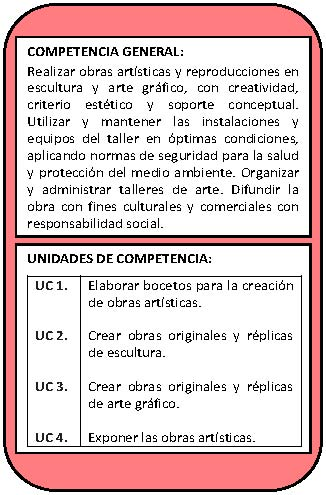 COMPETENCIA GENERAL:
Realizar obras artísticas y reproducciones en
escultura y arte gráfico, con creatividad,
criterio estético y soporte conceptual.
Utilizar y mantener las instalaciones y
equipos del taller en óptimas condiciones,
aplicando normas de seguridad para la salud
y protección del medio ambiente. Organizar
y administrar talleres de arte. Difundir la
obra con fines culturales y comerciales con
responsabilidad social.
UNIDADES DE COMPETENCIA:
UC 1. Elaborar bocetos para la creación
de obras artísticas.
UC 2. Crear obras originales y réplicas
de escultura.
UC 3. Crear obras originales y réplicas
de arte gráfico.
UC 4. Exponer las obras artísticas.